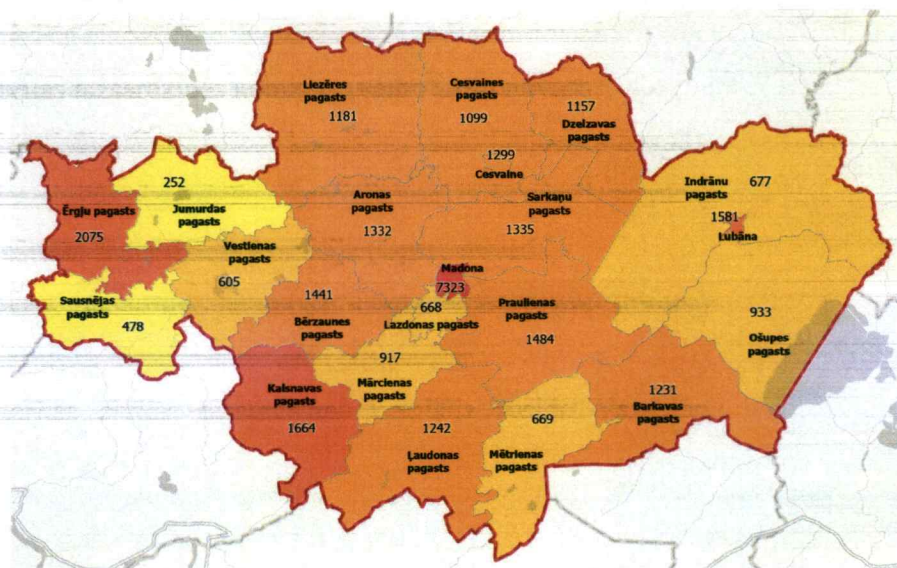 Liezēres
pagasts
1181
Cesvaines
pagasts
1099
1157
Dzelzavas
pagasts
1299
Cesvaine
252
Jumurdas
pagasts
Ērgļu pagasts
2075
Aronas
pagasts
1332
Sarkaņu
pagasts
1335
Indrānu
pagasts
677
1581
Lubāna
Vestienas
pagasts
605
Sausnējas
pagasts
478
Madona
7323
1441
Bērzaunes
pagasts
668
Lazdonas pagasts
Praulienas
pagasts
1484
933
Ošupes
pagasts
917
Mārcienas
pagasts
Kalsnavas
pagasts
1664
1242
Ļaudonas
pagasts
669
Mētrienas
pagasts
1231
Barkavas
pagasts